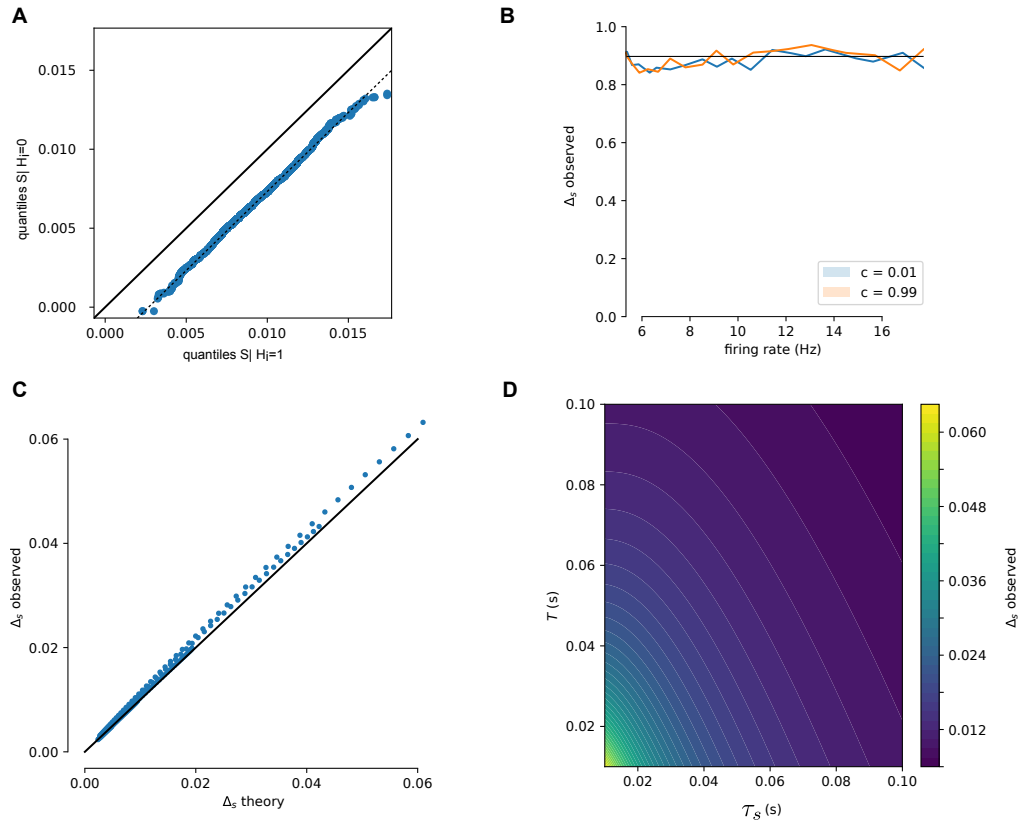 A
0.015
0.010
0.005
0.000
quantiles S| Hi=0
0.000
0.005
0.010
0.015
quantiles S| Hi=1
B
1.0
0.8
0.6
0.4
0.2
0.0
Δs observed
c = 0.01
c = 0.99
6
8
10
12
14
16
firing rate (Hz)
C
0.06
0.04
0.02
0.00
Δs observed
0.00
0.02
0.04
0.06
Δs theory
D
0.10
0.08
0.06
0.04
0.02
T (s)
0.02
0.04
0.06
0.08
0.10
τs (s)
0.060
0.048
0.036
0.024
0.012
Δs observed